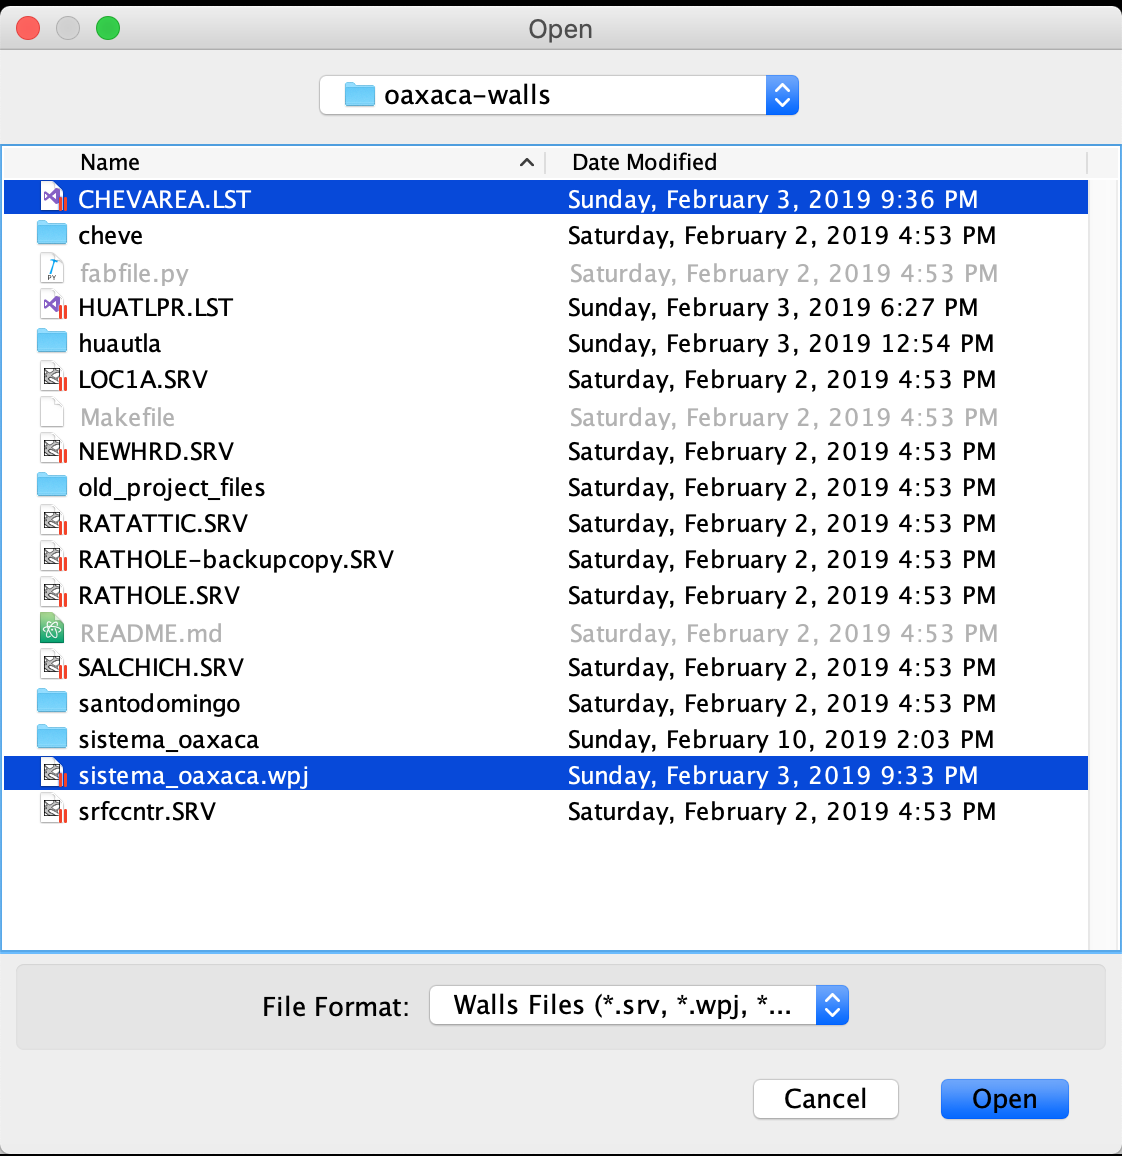 Open
oaxaca-walls
Name Date Modified
CHEVAREA.LST Sunday, February 3, 2019 9:36 PM
cheve Saturday, February 2, 2019 4:53 PM
PY fabfile.py Saturday, February 2, 2019 4:53 PM
HUATLPR.LST Sunday, February 3, 2019 6:27 PM
huautla Sunday, February 3, 2019 12:54 PM
LOC1A.SRV Saturday, February 2, 2019 4:53 PM
Makefile Saturday, February 2, 2019 4:53 PM
NEWHRD.SRV Saturday, February 2, 2019 4:53 PM
old_project_files Saturday, February 2, 2019 4:53 PM
RATATTIC.SRV Saturday, February 2, 2019 4:53 PM
RATHOLE-backupcopy.SRV Saturday, February 2, 2019 4:53 PM
RATHOLE.SRV Saturday, February 2, 2019 4:53 PM
README.md Saturday, February 2, 2019 4:53 PM
SALCHICH.SRV Saturday, February 2, 2019 4:53 PM
santodomingo Saturday, February 2, 2019 4:53 PM
sistema_oaxaca Sunday, February 10, 2019 2:03 PM
sistema_oaxaca.wpj Sunday, February 3, 2019 9:33 PM
srfccntr.SRV Saturday, February 2, 2019 4:53 PM
File Format: Walls Files (*.srv, *.wpj, *...
Cancel Open